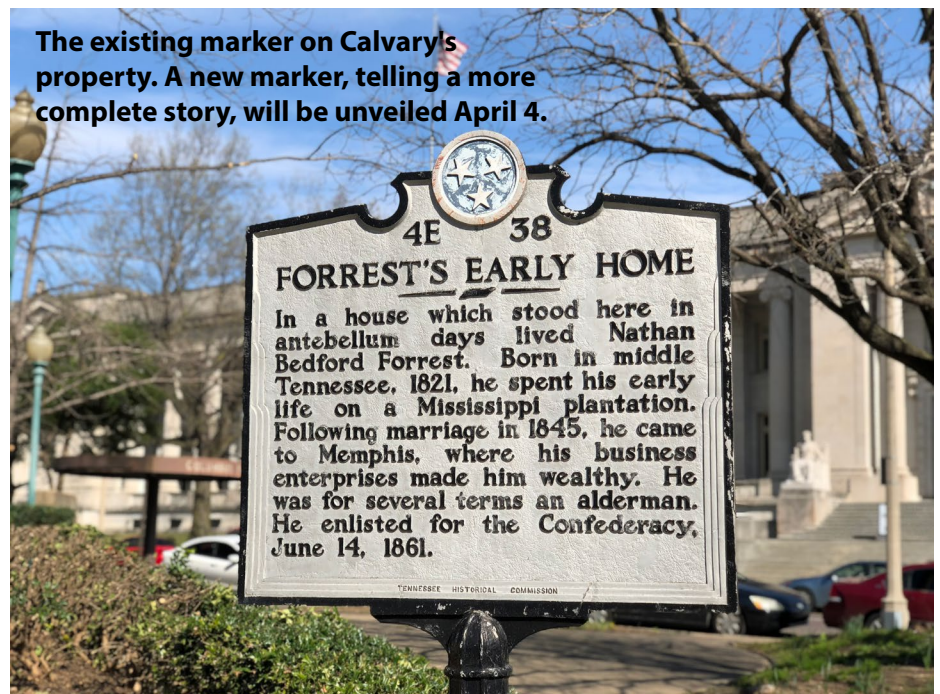 The existing marker on Calvary's
property. A new marker, telling a more
complete story, will be unveiled April 4.
4E 38
FORREST'S EARLY HOME
In a house which stood here in
antebellum days lived Nathan
Bedford Forrest. Born in middle
Tennessee, 1821, he spent his early
life on a Mississippi plantation.
Following marriage in 1845, he came
to Memphis, where his business
enterprises made him wealthy. He
was for several terms an alderman.
He enlisted for the Confederacy,
June 14, 1861.
TENNESSEE HISTORICAL COMMISSION